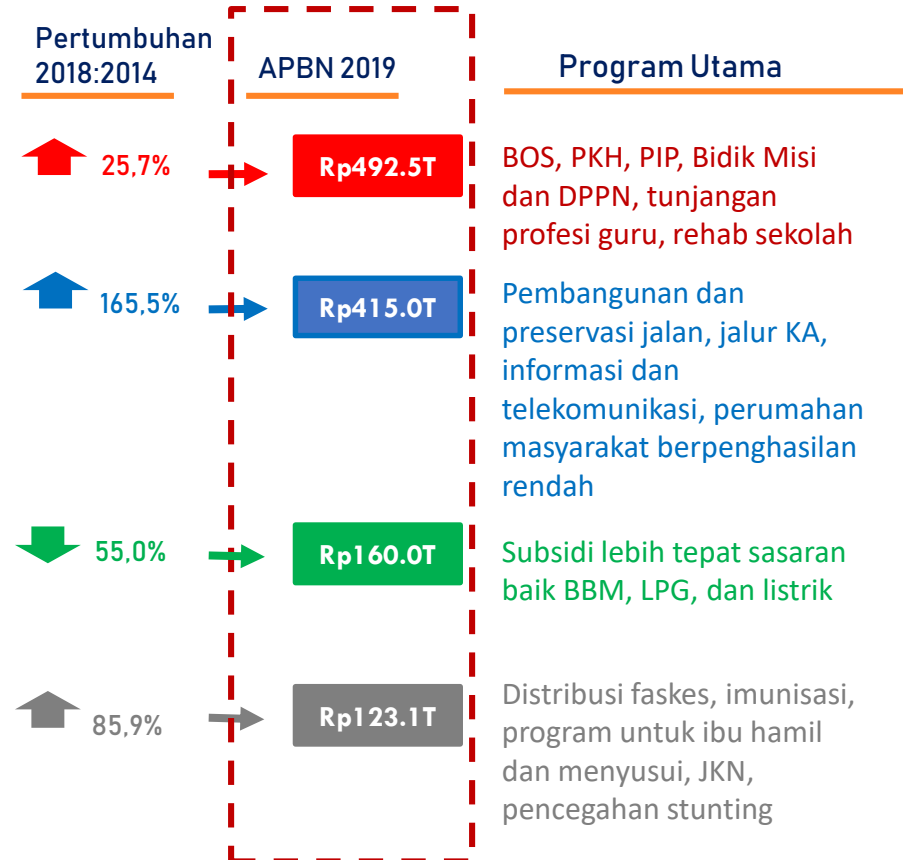 Pertumbuhan
2018:2014
APBN 2019
Program Utama
25,7%
Rp492.5T
BOS, PKH, PIP, Bidik Misi
dan DPPN, tunjangan
profesi guru, rehab sekolah
165,5%
Rp415.0T
Pembangunan dan
preservasi jalan, jalur KA,
informasi dan
telekomunikasi, perumahan
masyarakat berpenghasilan
rendah
55,0%
Rp160.0T
Subsidi lebih tepat sasaran
baik BBM, LPG, dan listrik
85,9%
Rp123.1T
Distribusi faskes, imunisasi,
program untuk ibu hamil
dan menyusui, JKN,
pencegahan stunting